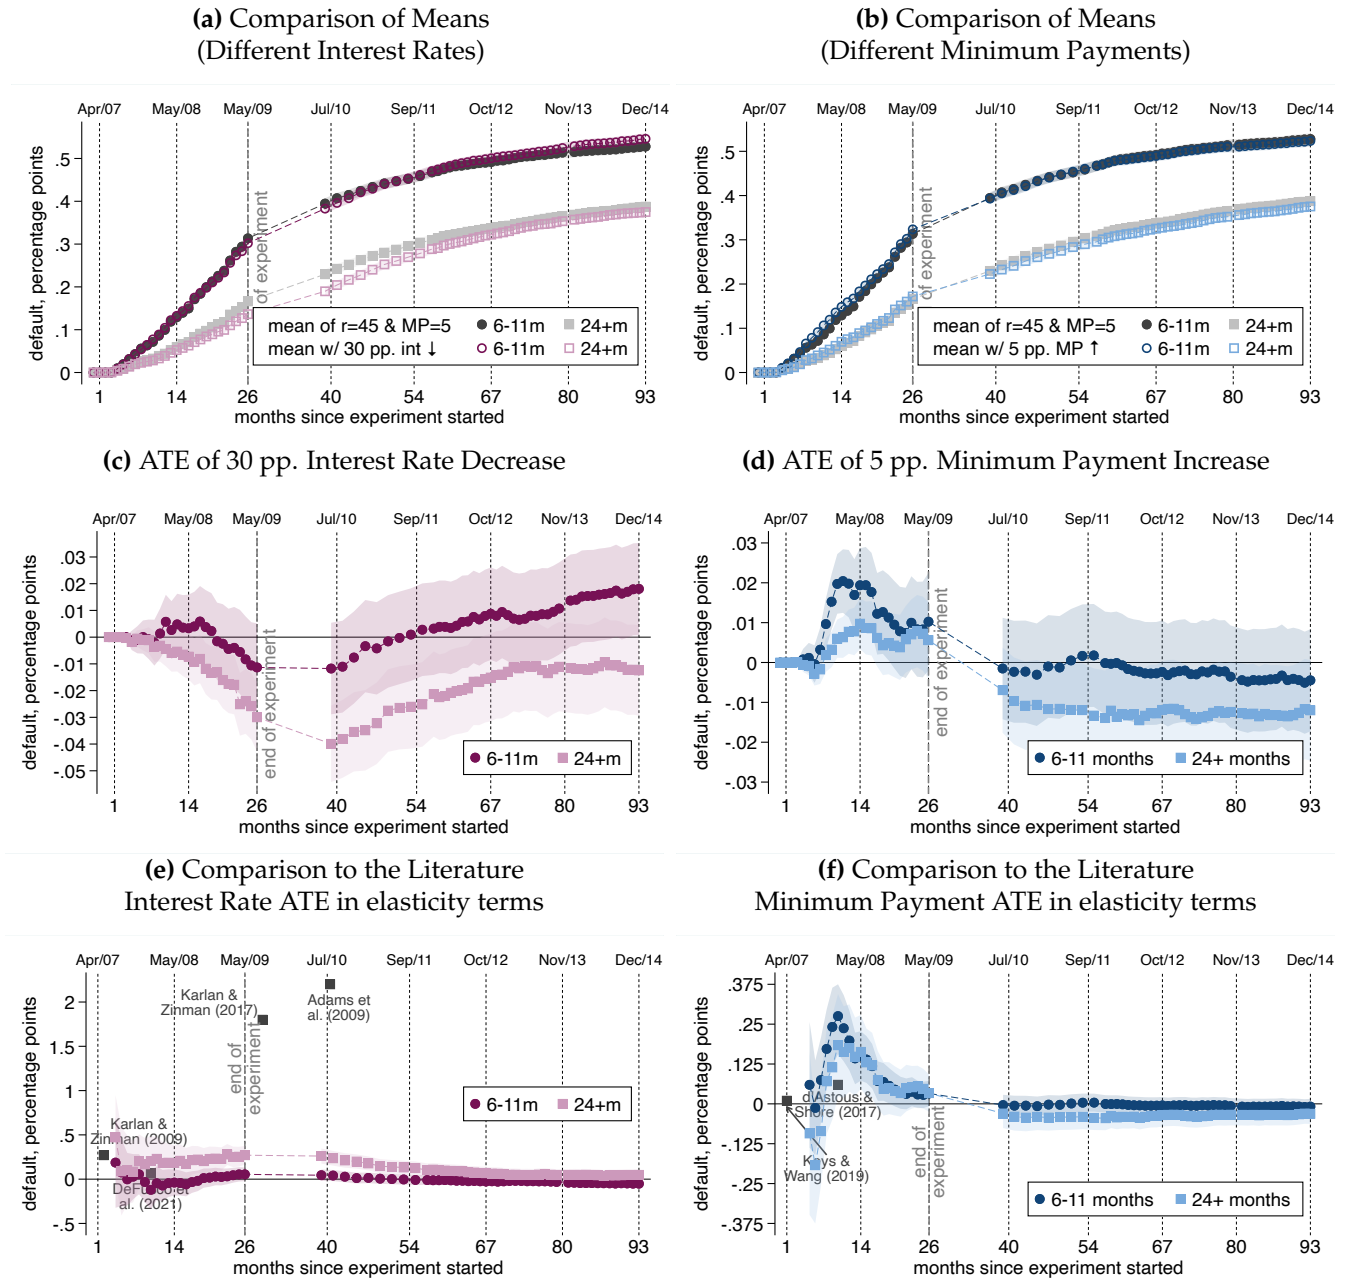 (a) Comparison of Means
(Different Interest Rates)
Apr/07 May/08 May/09 Jul/10 Sep/11 Oct/12 Nov/13 Dec/14
default, percentage points
.5
.4
.3
.2
.1
0
end of experiment
mean of r=45 & MP=5 6-11m 24+m
mean w/ 30 pp. int ↓ 6-11m 24+m
1 14 26 40 54 67 80 93
months since experiment started
(b) Comparison of Means
(Different Minimum Payments)
Apr/07 May/08 May/09 Jul/10 Sep/11 Oct/12 Nov/13 Dec/14
default, percentage points
.5
.4
.3
.2
.1
0
end of experiment
mean of r=45 & MP=5 6-11m 24+m
mean w/ 5 pp. MP ↑ 6-11m 24+m
1 14 26 40 54 67 80 93
months since experiment started
(c) ATE of 30 pp. Interest Rate Decrease
Apr/07 May/08 May/09 Jul/10 Sep/11 Oct/12 Nov/13 Dec/14
default, percentage points
.03
.02
.01
0
-.01
-.02
-.03
-.04
-.05
end of experiment
6-11m 24+m
1 14 26 40 54 67 80 93
months since experiment started
(d) ATE of 5 pp. Minimum Payment Increase
Apr/07 May/08 May/09 Jul/10 Sep/11 Oct/12 Nov/13 Dec/14
default, percentage points
.03
.02
.01
0
-.01
-.02
-.03
end of experiment
6-11 months 24+ months
1 14 26 40 54 67 80 93
months since experiment started
(e) Comparison to the Literature
Interest Rate ATE in elasticity terms
Apr/07 May/08 May/09 Jul/10 Sep/11 Oct/12 Nov/13 Dec/14
default, percentage points
2
1.5
1
.5
0
-.5
Karlan &
Zinman (2017)
Adams et
al. (2009)
end of
experiment
6-11m 24+m
Karlan &
Zinman (2009)
DeFusco et
al. (2021)
1 14 26 40 54 67 80 93
months since experiment started
(f) Comparison to the Literature
Minimum Payment ATE in elasticity terms
Apr/07 May/08 May/09 Jul/10 Sep/11 Oct/12 Nov/13 Dec/14
default, percentage points
.375
.25
.125
0
-.125
-.25
-.375
d'Astous &
Shore (2017)
Keys &
Wang (2019)
end of
experiment
6-11 months 24+ months
1 14 26 40 54 67 80 93
months since experiment started